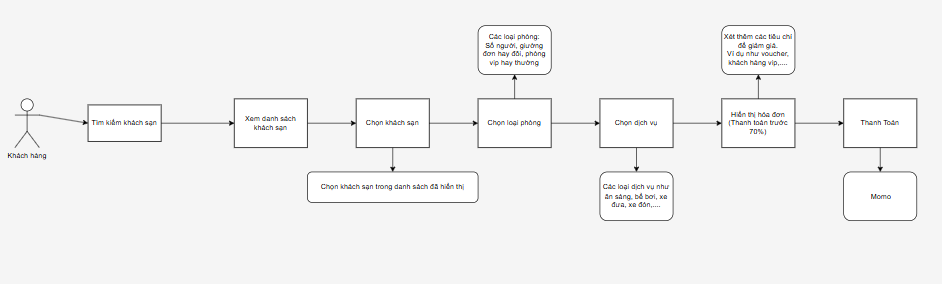 Khách hàng
Tìm kiếm khách sạn
Xem danh sách
khách sạn
Chọn khách sạn
Chọn khách sạn trong danh sách đã hiển thị
Các loại phòng:
Số người, giường
đơn hay đôi, phòng
vip hay thường
Chọn loại phòng
Chọn dịch vụ
Các loại dịch vụ như
ăn sáng, bể bơi, xe
đưa, xe đón,....
Xét thêm các tiêu chí
để giảm giá.
Ví dụ như voucher,
khách hàng vip,....
Hiển thị hóa đơn
(Thanh toán trước
70%)
Thanh Toán
Momo